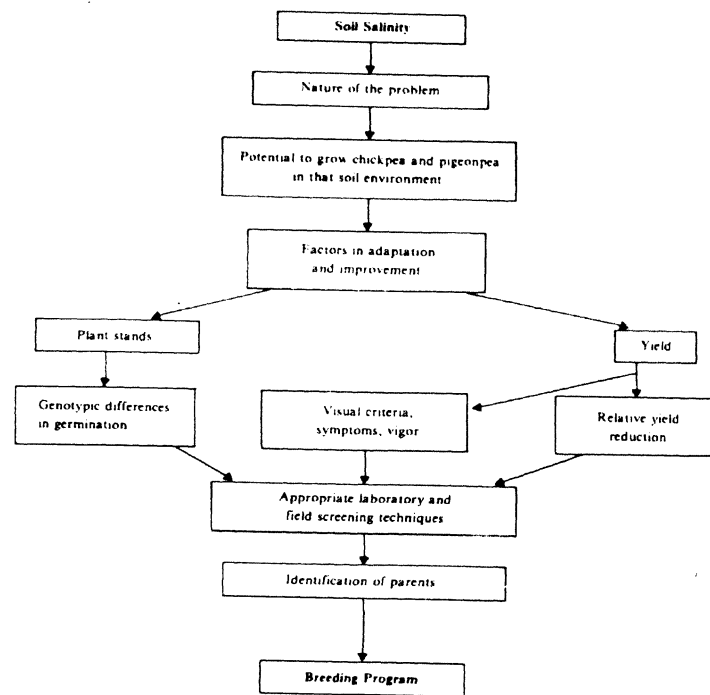 Soil Salinity
Nature of the problem
Potential to grow chickpea and pigeonpea
in that soil environment
Factors in adaptation
and improvement
Plant stands
Yield
Genotypic differences
in germination
Visual criteria,
symptoms, vigor
Relative yield
reduction
Appropriate laboratory and
field screening techniques
Identification of parents
Breeding Program